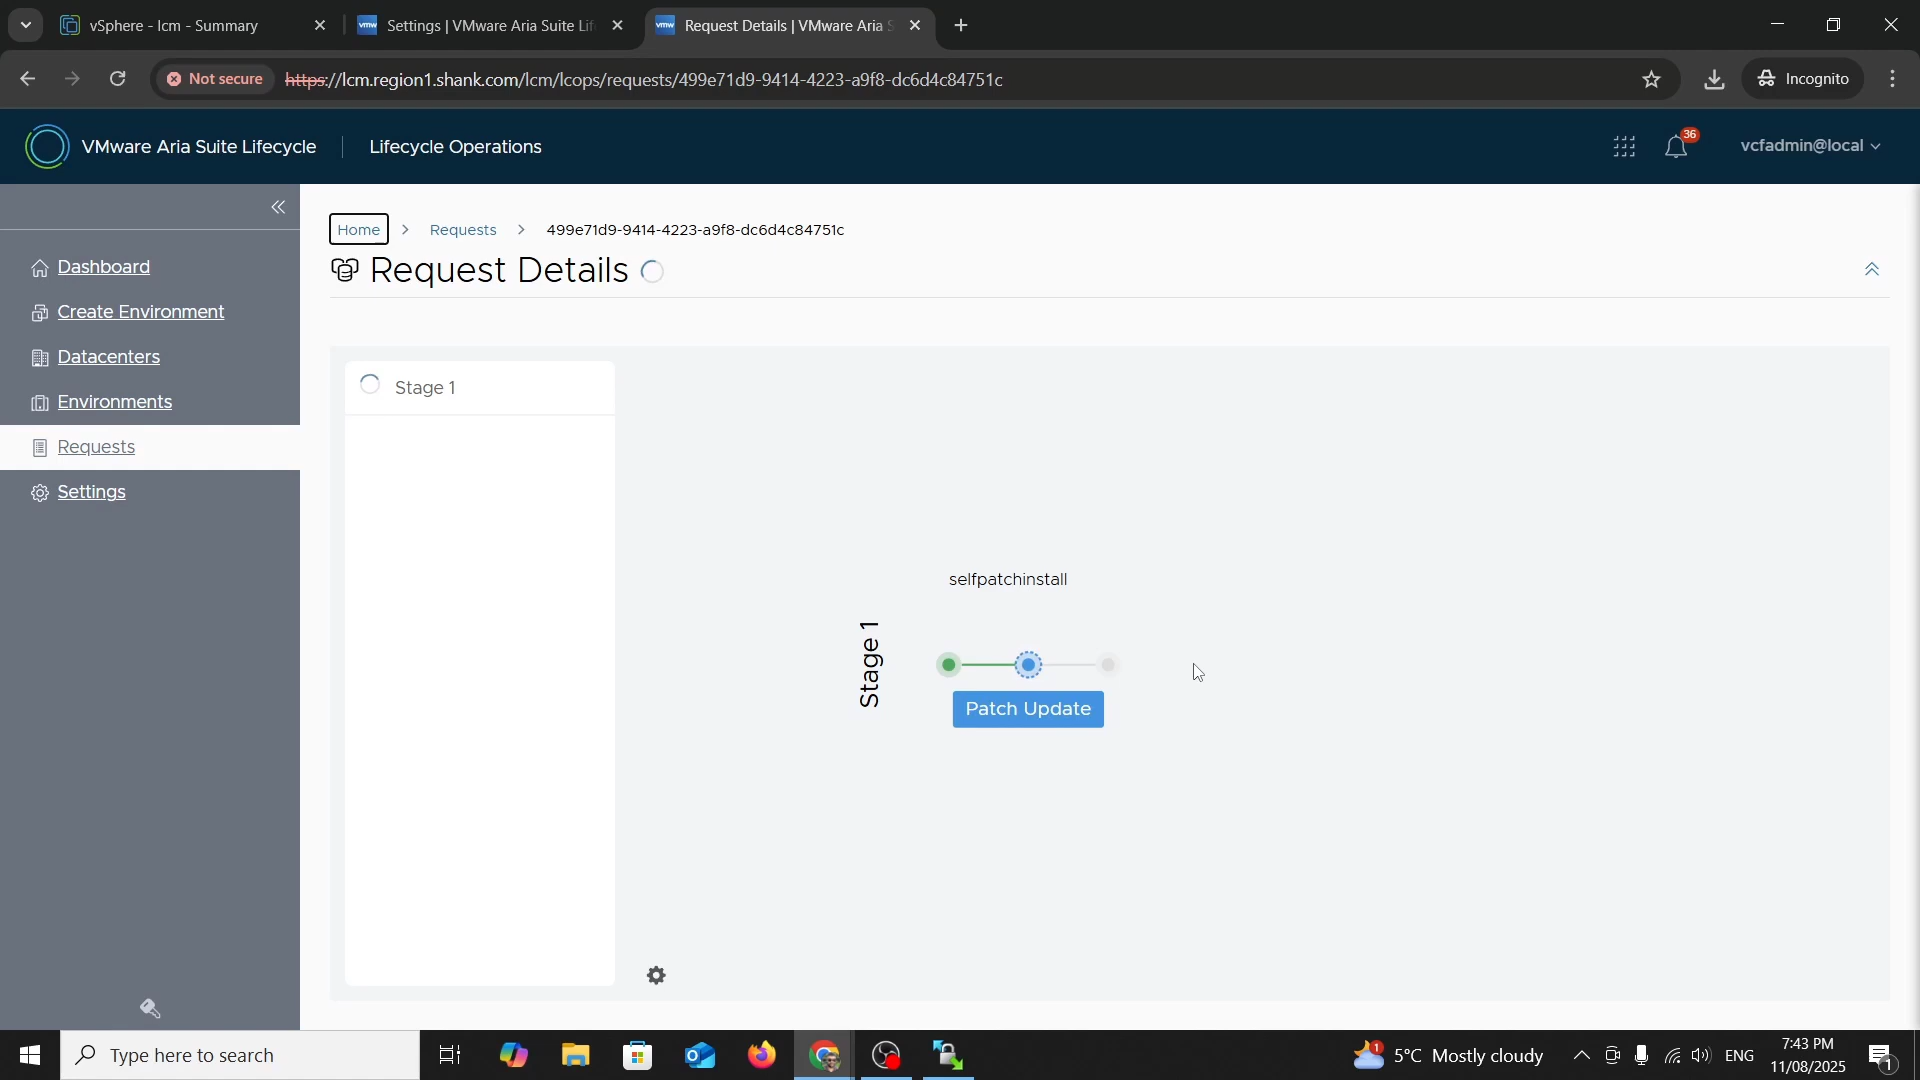 vSphere - lcm - Summary
Settings | VMware Aria Suite Lif
Request Details | VMware Aria S
Not secure
https://lcm.region1.shank.com/lcm/lcops/requests/499e71d9-9414-4223-a9f8-dc6d4c84751c
Incognito
VMware Aria Suite Lifecycle
Lifecycle Operations
36
vcfadmin@local
Home
Requests
499e71d9-9414-4223-a9f8-dc6d4c84751c
Request Details
Dashboard
Create Environment
Datacenters
Environments
Requests
Settings
Stage 1
selfpatchinstall
Stage 1
Patch Update
Type here to search
1
5°C Mostly cloudy
ENG
7:43 PM
11/08/2025
1